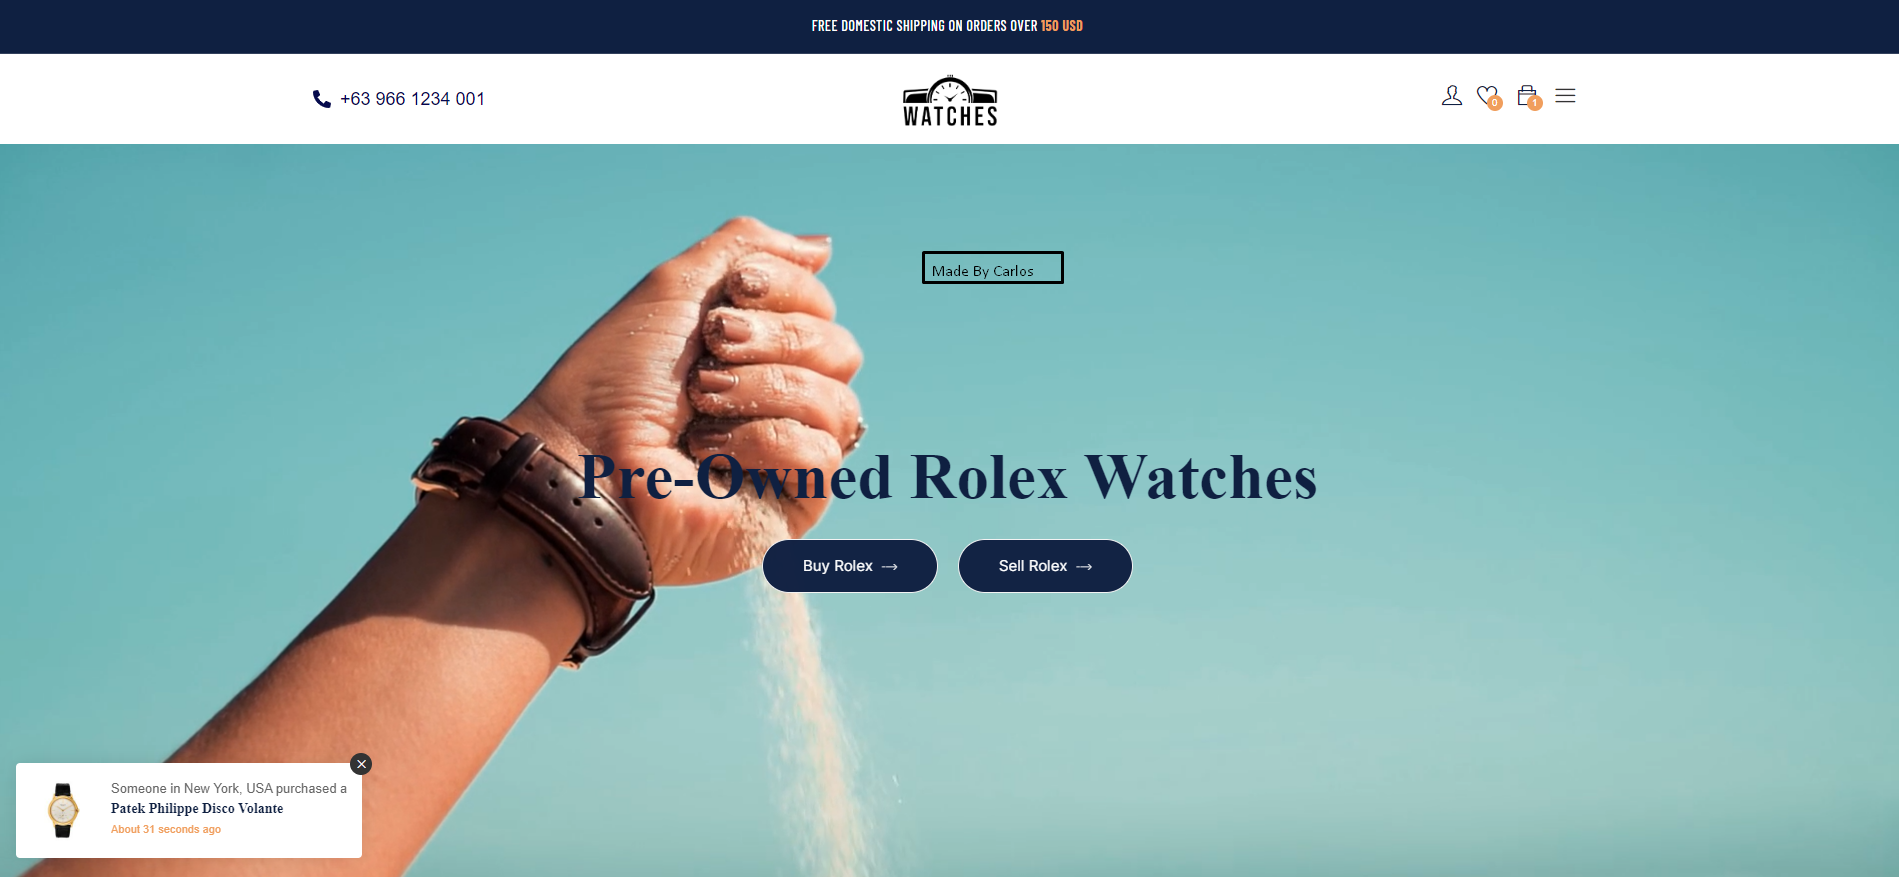 FREE DOMESTIC SHIPPING ON ORDERS OVER 150 USD
+63 966 1234 001
WATCHES
0
1
Made By Carlos
Pre-Owned Rolex Watches
Buy Rolex
Sell Rolex
Someone in New York, USA purchased a
Patek Philippe Disco Volante
About 31 seconds ago